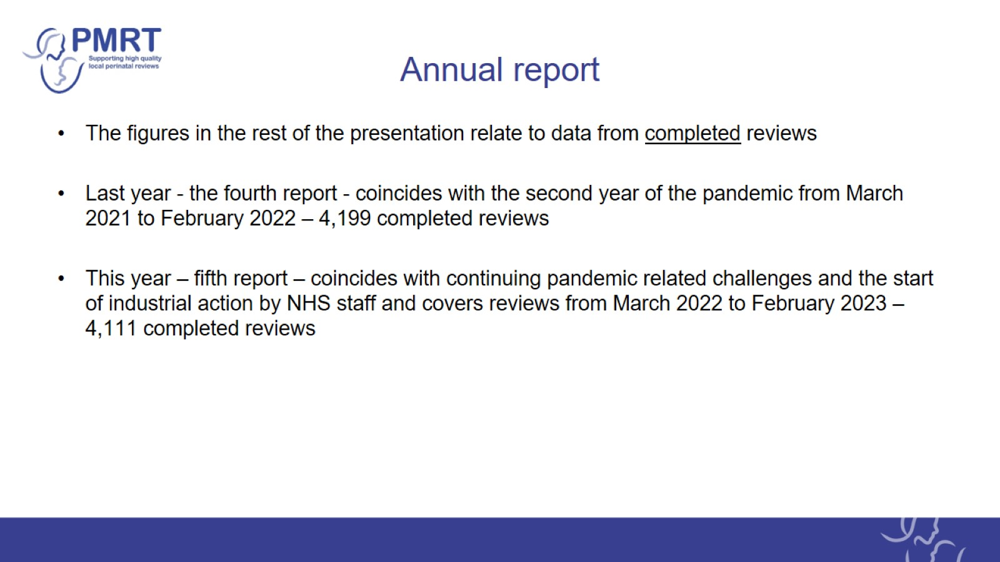 PMRT
Supporting high quality
local perinatal reviews
Annual report
• The figures in the rest of the presentation relate to data from completed reviews
• Last year - the fourth report - coincides with the second year of the pandemic from March
2021 to February 2022 – 4,199 completed reviews
• This year – fifth report – coincides with continuing pandemic related challenges and the start
of industrial action by NHS staff and covers reviews from March 2022 to February 2023 –
4,111 completed reviews